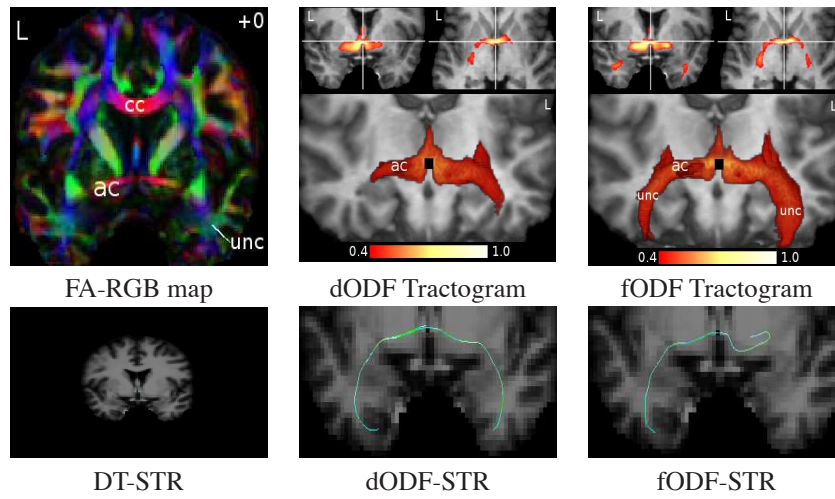 L
+0
cc
ac
unc
FA-RGB map
L
L
L
ac
0.4
1.0
dODF Tractogram
L
L
L
ac
unc
unc
0.4
1.0
fODF Tractogram
DT-STR
dODF-STR
fODF-STR